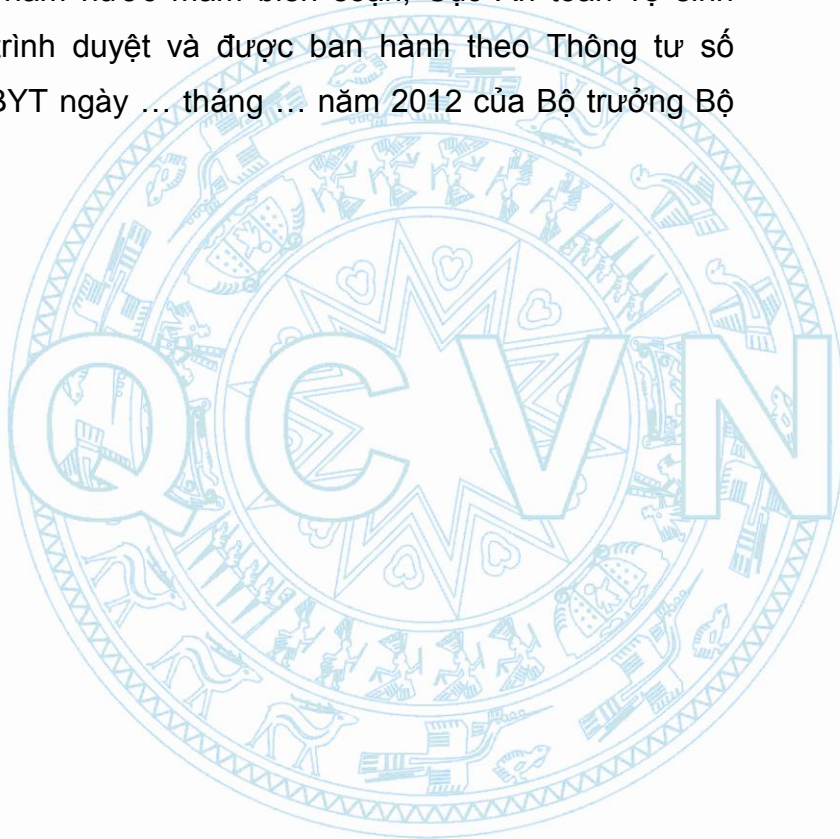 trình duyệt và được ban hành theo Thông tư số
BYT ngày … tháng … năm 2012 của Bộ trưởng Bộ
QCVN